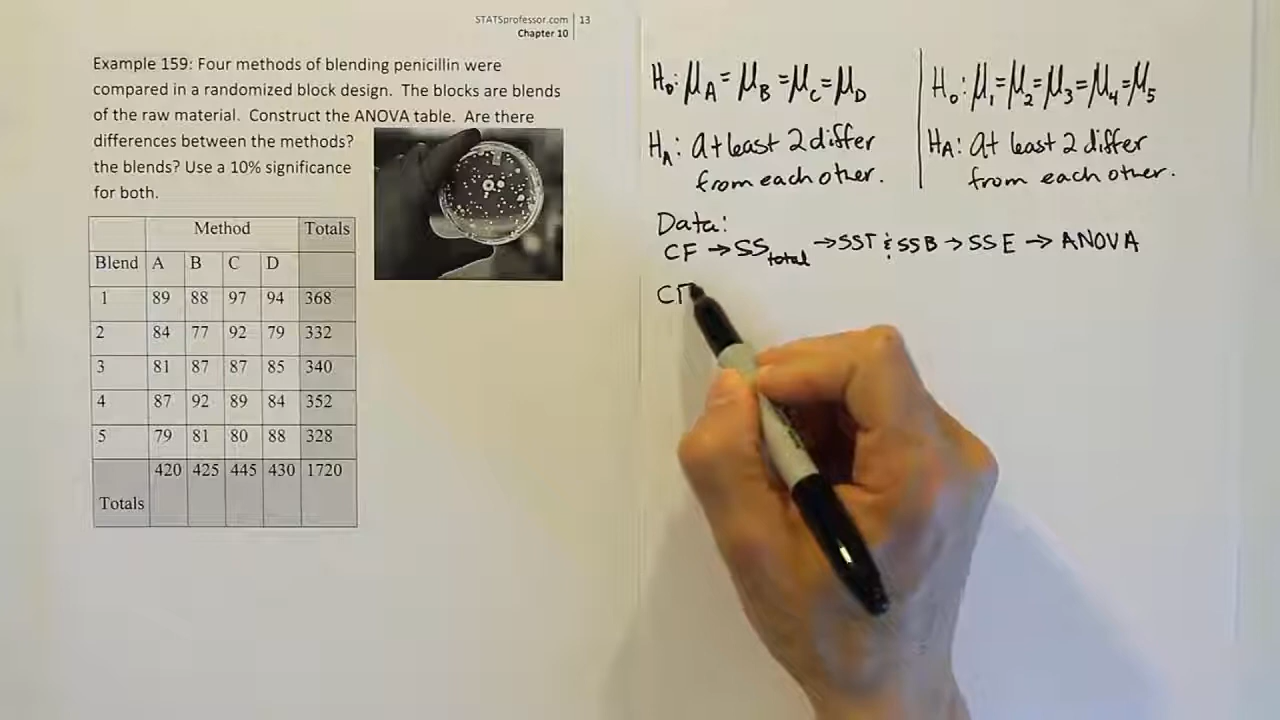 STATSprofessor.com 13
Chapter 10
Example 159: Four methods of blending penicillin were
compared in a randomized block design. The blocks are blends
of the raw material. Construct the ANOVA table. Are there
differences between the methods?
the blends? Use a 10% significance
for both.
Method Totals
Blend A B C D
1 89 88 97 94 368
2 84 77 92 79 332
3 81 87 87 85 340
4 87 92 89 84 352
5 79 81 80 88 328
420 425 445 430 1720
Totals
H₀: μA = μB = μC = μD
HA: At least 2 differ
from each other.
H₀: μ1 = μ2 = μ3 = μ4 = μ5
HA: At least 2 differ
from each other.
Data:
CF → SS total → SST & SSB → SSE → ANOVA